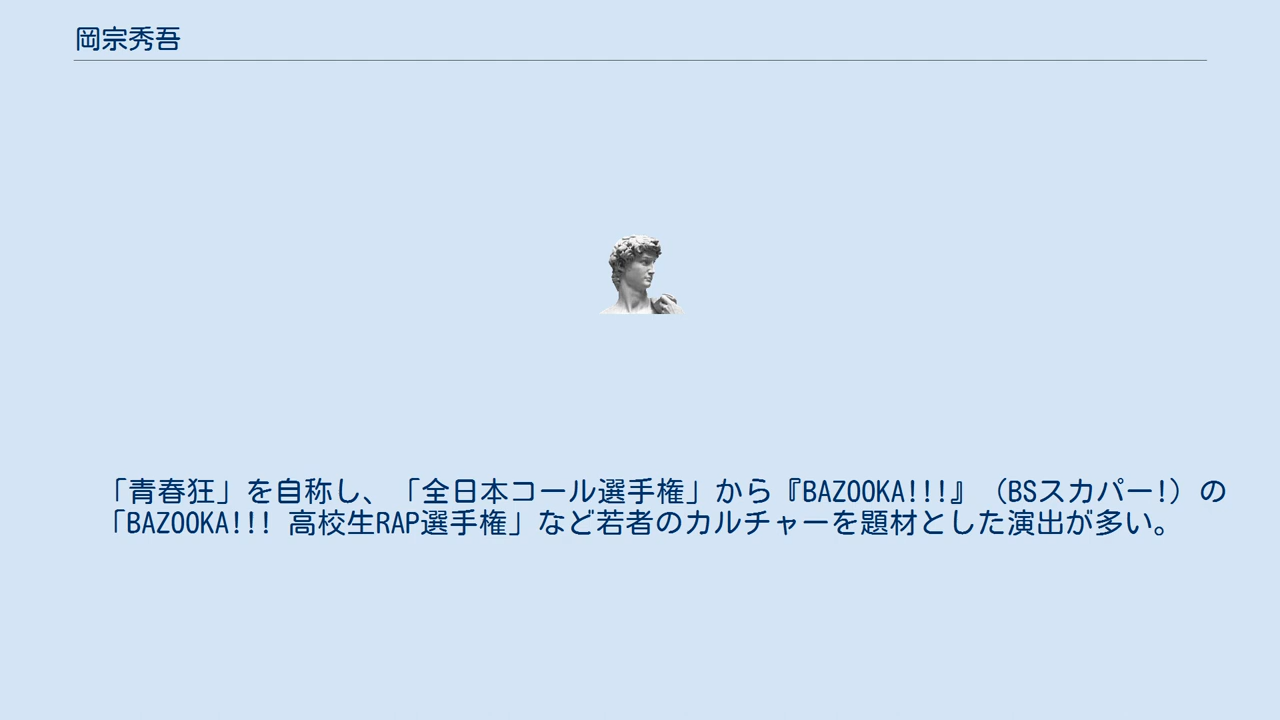 岡宗秀吾
「青春狂」を自称し、「全日本コール選手権」から『BAZOOKA!!!』（BSスカパー!）の
「BAZOOKA!!! 高校生RAP選手権」など若者のカルチャーを題材とした演出が多い。